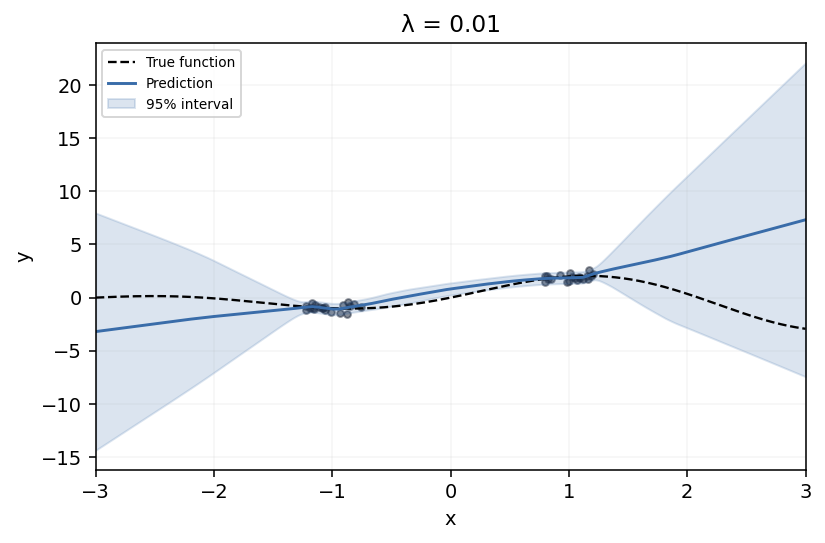 λ = 0.01
True function
Prediction
95% interval
20
15
10
5
0
−5
−10
−15
y
−3
−2
−1
0
1
2
3
x